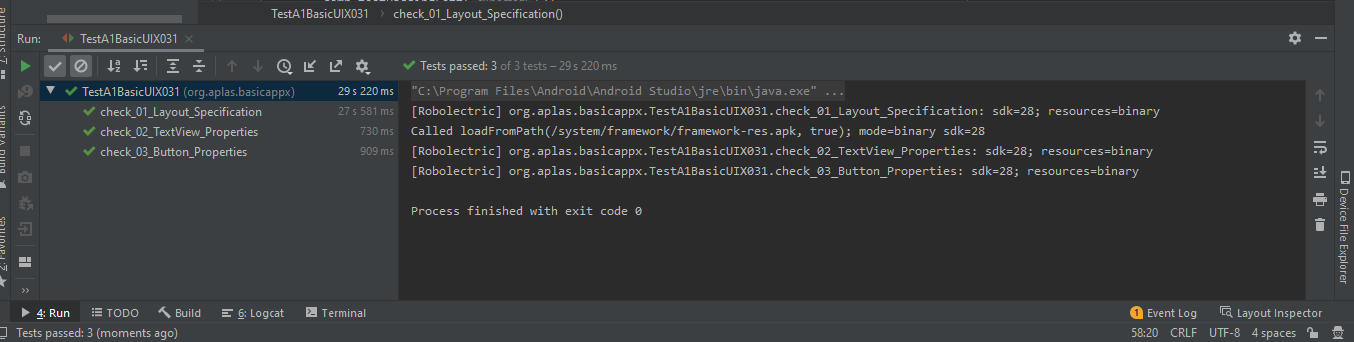 TestA1BasicUIX031 › check_01_Layout_Specification()
Run: TestA1BasicUIX031
Tests passed: 3 of 3 tests – 29 s 220 ms
TestA1BasicUIX031 (org.aplas.basicappx) 29 s 220 ms
check_01_Layout_Specification 27 s 581 ms
check_02_TextView_Properties 730 ms
check_03_Button_Properties 909 ms
"C:\Program Files\Android\Android Studio\jre\bin\java.exe" ...
[Robolectric] org.aplas.basicappx.TestA1BasicUIX031.check_01_Layout_Specification: sdk=28; resources=binary
Called loadFromPath(/system/framework/framework-res.apk, true); mode=binary sdk=28
[Robolectric] org.aplas.basicappx.TestA1BasicUIX031.check_02_TextView_Properties: sdk=28; resources=binary
[Robolectric] org.aplas.basicappx.TestA1BasicUIX031.check_03_Button_Properties: sdk=28; resources=binary
Process finished with exit code 0
7: Structure
Build Variants
2: Favorites
Device File Explorer
4: Run TODO Build 6: Logcat Terminal
1 Event Log Layout Inspector
Tests passed: 3 (moments ago)
58:20 CRLF UTF-8 4 spaces